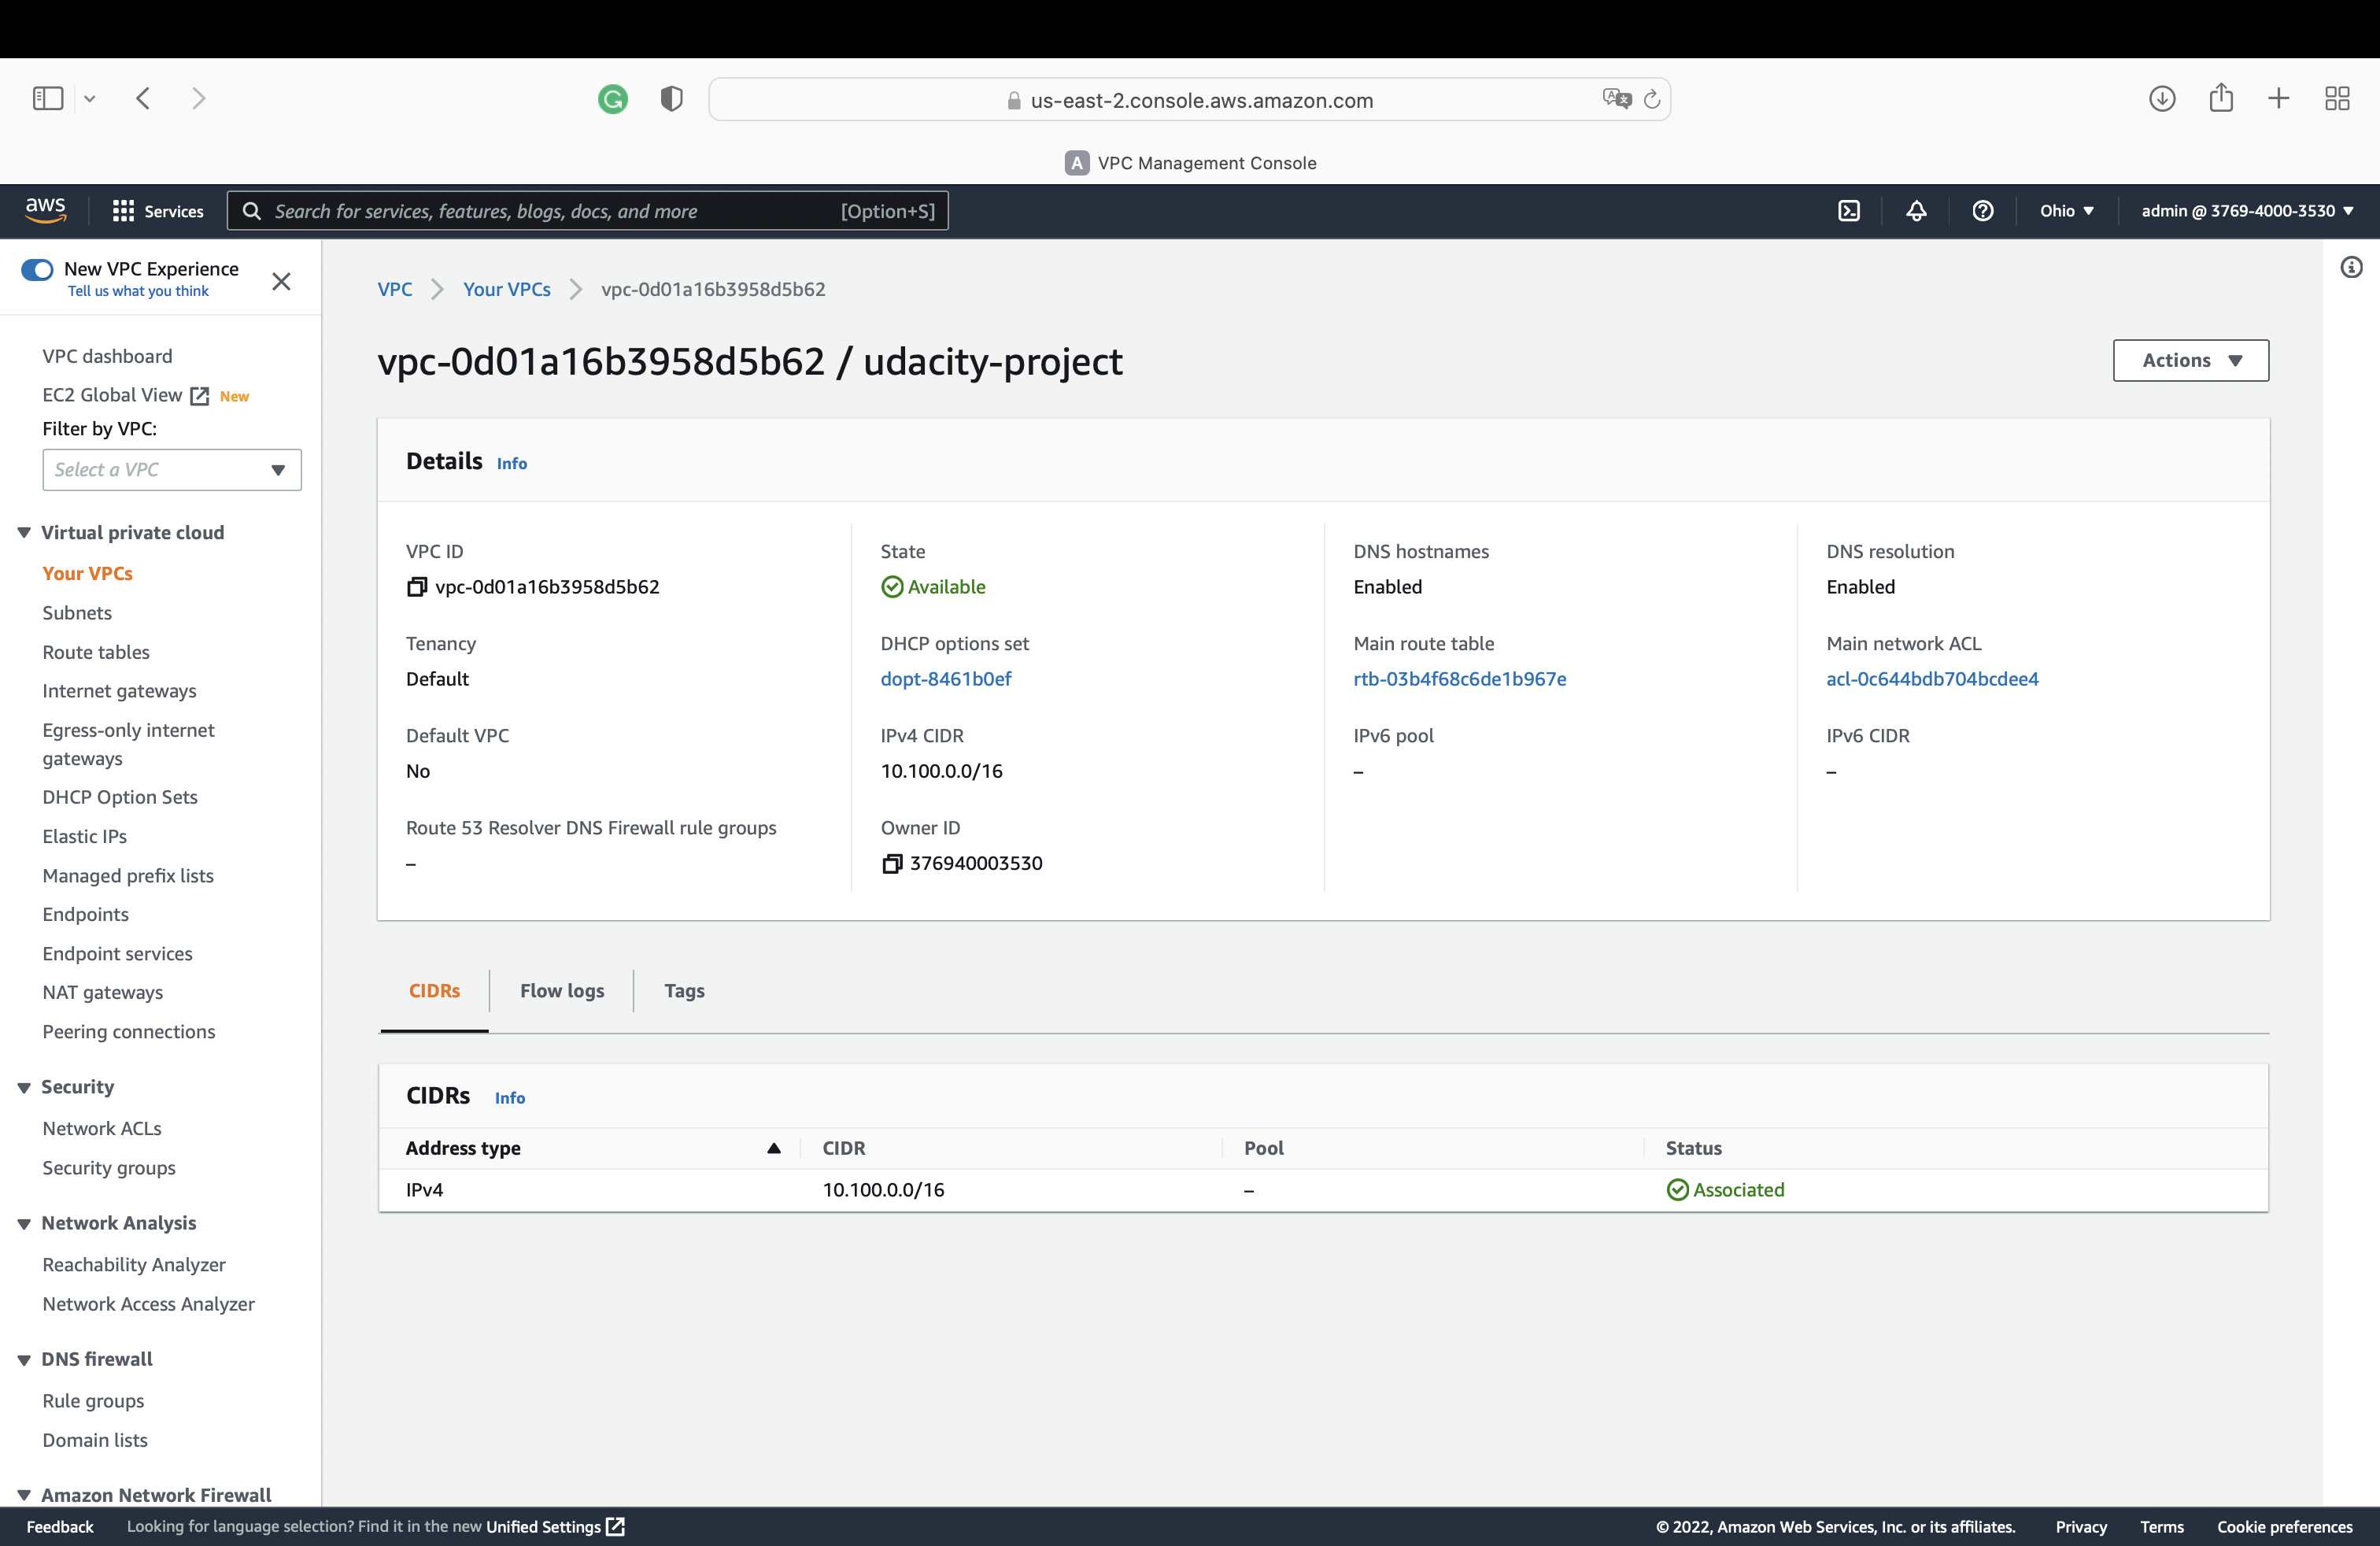 us-east-2.console.aws.amazon.com
A VPC Management Console
aws Services Search for services, features, blogs, docs, and more [Option+S] Ohio admin @ 3769-4000-3530
New VPC Experience
Tell us what you think
VPC dashboard
EC2 Global View New
Filter by VPC:
Select a VPC
Virtual private cloud
Your VPCs
Subnets
Route tables
Internet gateways
Egress-only internet
gateways
DHCP Option Sets
Elastic IPs
Managed prefix lists
Endpoints
Endpoint services
NAT gateways
Peering connections
Security
Network ACLs
Security groups
Network Analysis
Reachability Analyzer
Network Access Analyzer
DNS firewall
Rule groups
Domain lists
Amazon Network Firewall
VPC Your VPCs vpc-0d01a16b3958d5b62
vpc-0d01a16b3958d5b62 / udacity-project
Actions
Details Info
VPC ID
vpc-0d01a16b3958d5b62
State
Available
DNS hostnames
Enabled
DNS resolution
Enabled
Tenancy
Default
DHCP options set
dopt-8461b0ef
Main route table
rtb-03b4f68c6de1b967e
Main network ACL
acl-0c644bdb704bcdee4
Default VPC
No
IPv4 CIDR
10.100.0.0/16
IPv6 pool
–
IPv6 CIDR
–
Route 53 Resolver DNS Firewall rule groups
–
Owner ID
376940003530
CIDRs Flow logs Tags
CIDRs Info
Address type CIDR Pool Status
IPv4 10.100.0.0/16 – Associated
Feedback Looking for language selection? Find it in the new Unified Settings © 2022, Amazon Web Services, Inc. or its affiliates. Privacy Terms Cookie preferences